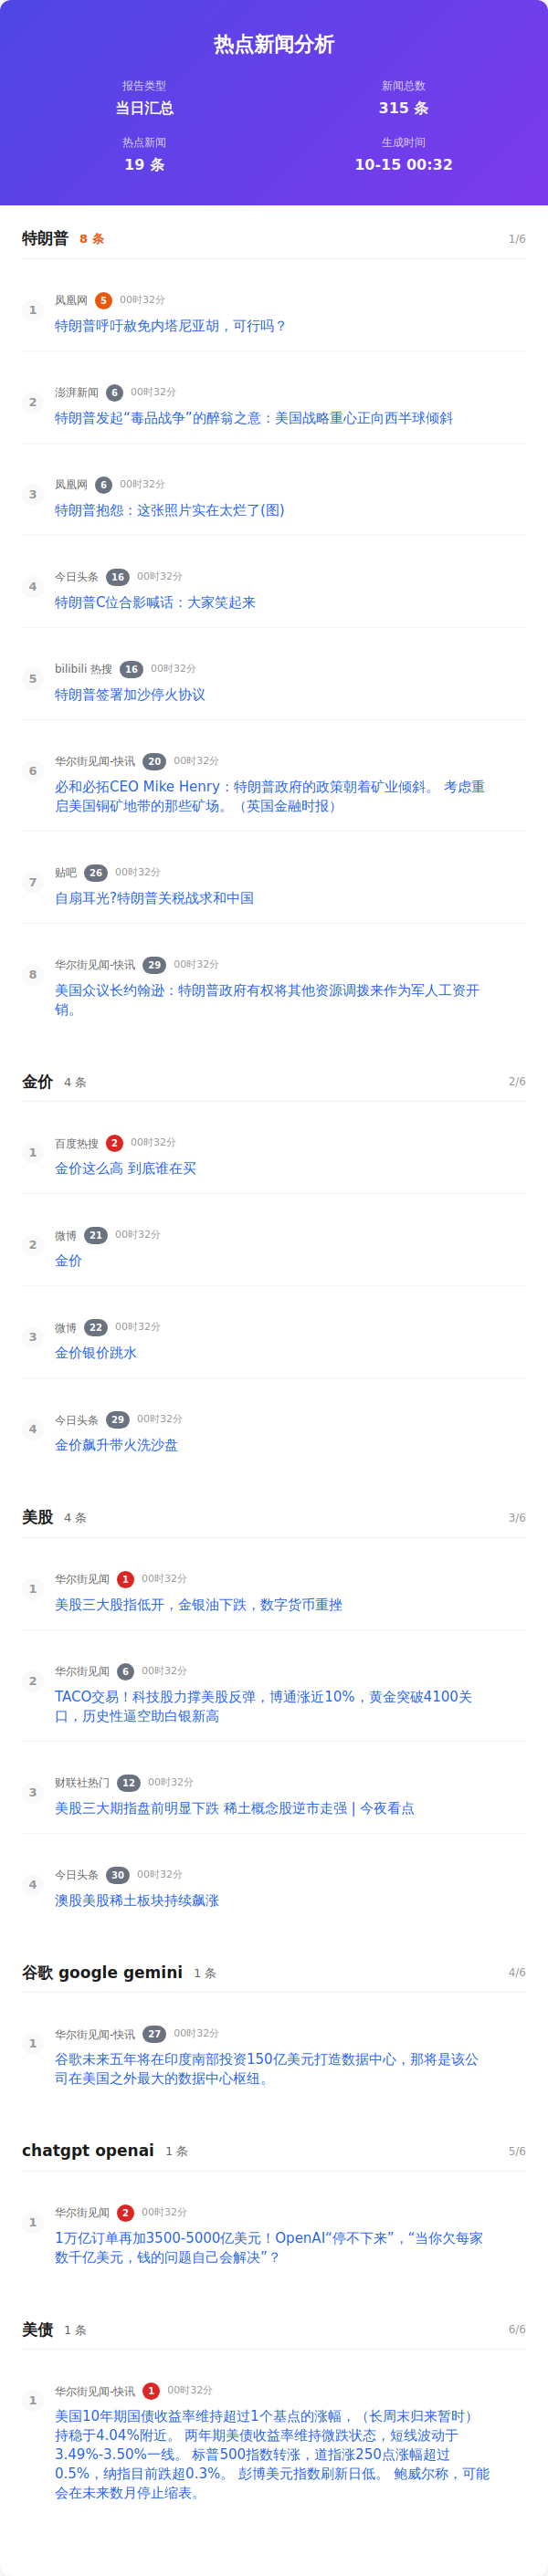 热点新闻分析
报告类型
当日汇总
新闻总数
315 条
热点新闻
19 条
生成时间
10-15 00:32
特朗普 8 条 1/6
1 凤凰网 5 00时32分
特朗普呼吁赦免内塔尼亚胡，可行吗？
2 澎湃新闻 6 00时32分
特朗普发起“毒品战争”的醉翁之意：美国战略重心正向西半球倾斜
3 凤凰网 6 00时32分
特朗普抱怨：这张照片实在太烂了(图)
4 今日头条 16 00时32分
特朗普C位合影喊话：大家笑起来
5 bilibili 热搜 16 00时32分
特朗普签署加沙停火协议
6 华尔街见闻-快讯 20 00时32分
必和必拓CEO Mike Henry：特朗普政府的政策朝着矿业倾斜。 考虑重
启美国铜矿地带的那些矿场。（英国金融时报）
7 贴吧 26 00时32分
自扇耳光?特朗普关税战求和中国
8 华尔街见闻-快讯 29 00时32分
美国众议长约翰逊：特朗普政府有权将其他资源调拨来作为军人工资开
销。
金价 4 条 2/6
1 百度热搜 2 00时32分
金价这么高 到底谁在买
2 微博 21 00时32分
金价
3 微博 22 00时32分
金价银价跳水
4 今日头条 29 00时32分
金价飙升带火洗沙盘
美股 4 条 3/6
1 华尔街见闻 1 00时32分
美股三大股指低开，金银油下跌，数字货币重挫
2 华尔街见闻 6 00时32分
TACO交易！科技股力撑美股反弹，博通涨近10%，黄金突破4100关
口，历史性逼空助白银新高
3 财联社热门 12 00时32分
美股三大期指盘前明显下跌 稀土概念股逆市走强 | 今夜看点
4 今日头条 30 00时32分
澳股美股稀土板块持续飙涨
谷歌 google gemini 1 条 4/6
1 华尔街见闻-快讯 27 00时32分
谷歌未来五年将在印度南部投资150亿美元打造数据中心，那将是该公
司在美国之外最大的数据中心枢纽。
chatgpt openai 1 条 5/6
1 华尔街见闻 2 00时32分
1万亿订单再加3500-5000亿美元！OpenAI“停不下来”，“当你欠每家
数千亿美元，钱的问题自己会解决”？
美债 1 条 6/6
1 华尔街见闻-快讯 1 00时32分
美国10年期国债收益率维持超过1个基点的涨幅，（长周末归来暂时）
持稳于4.04%附近。 两年期美债收益率维持微跌状态，短线波动于
3.49%-3.50%一线。 标普500指数转涨，道指涨250点涨幅超过
0.5%，纳指目前跌超0.3%。 彭博美元指数刷新日低。 鲍威尔称，可能
会在未来数月停止缩表。